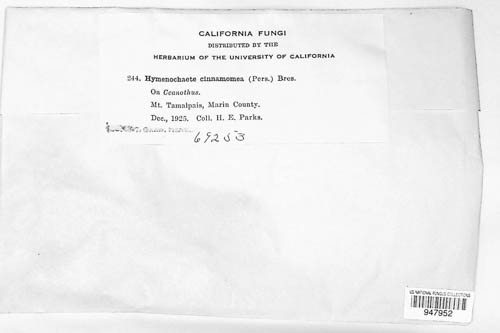 CALIFORNIA FUNGI
DISTRIBUTED BY THE
HERBARIUM OF THE UNIVERSITY OF CALIFORNIA
244. Hymenochaete cinnamomea (Pers.) Bres.
On Ceanothus.
Mt. Tamalpais, Marin County.
Dec., 1925. Coll. H. E. Parks.
69253
US NATIONAL FUNGUS COLLECTIONS
947952